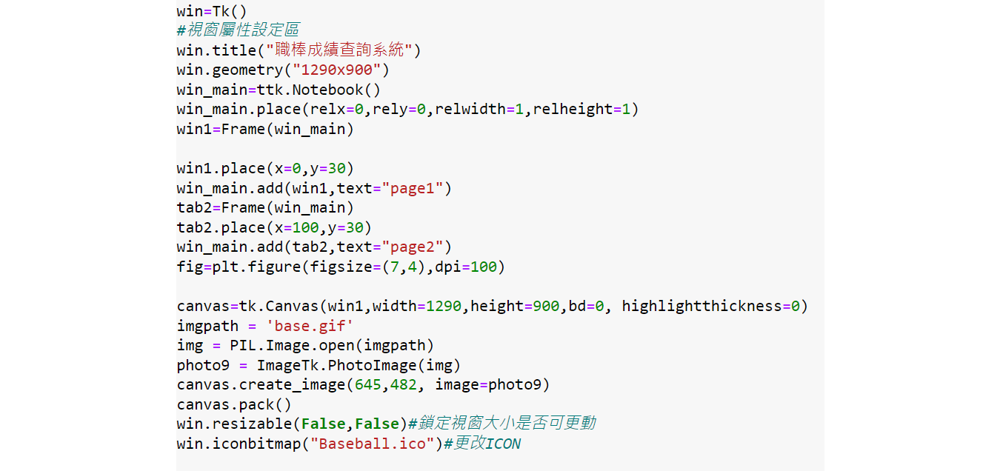 win=Tk()
#視窗屬性設定區
win.title("職棒成績查詢系統")
win.geometry("1290x900")
win_main=ttk.Notebook()
win_main.place(relx=0,rely=0,relwidth=1,relheight=1)
win1=Frame(win_main)
win1.place(x=0,y=30)
win_main.add(win1,text="page1")
tab2=Frame(win_main)
tab2.place(x=100,y=30)
win_main.add(tab2,text="page2")
fig=plt.figure(figsize=(7,4),dpi=100)
canvas=tk.Canvas(win1,width=1290,height=900,bd=0, highlightthickness=0)
imgpath = 'base.gif'
img = PIL.Image.open(imgpath)
photo9 = ImageTk.PhotoImage(img)
canvas.create_image(645,482, image=photo9)
canvas.pack()
win.resizable(False,False)#鎖定視窗大小是否可更動
win.iconbitmap("Baseball.ico")#更改ICON